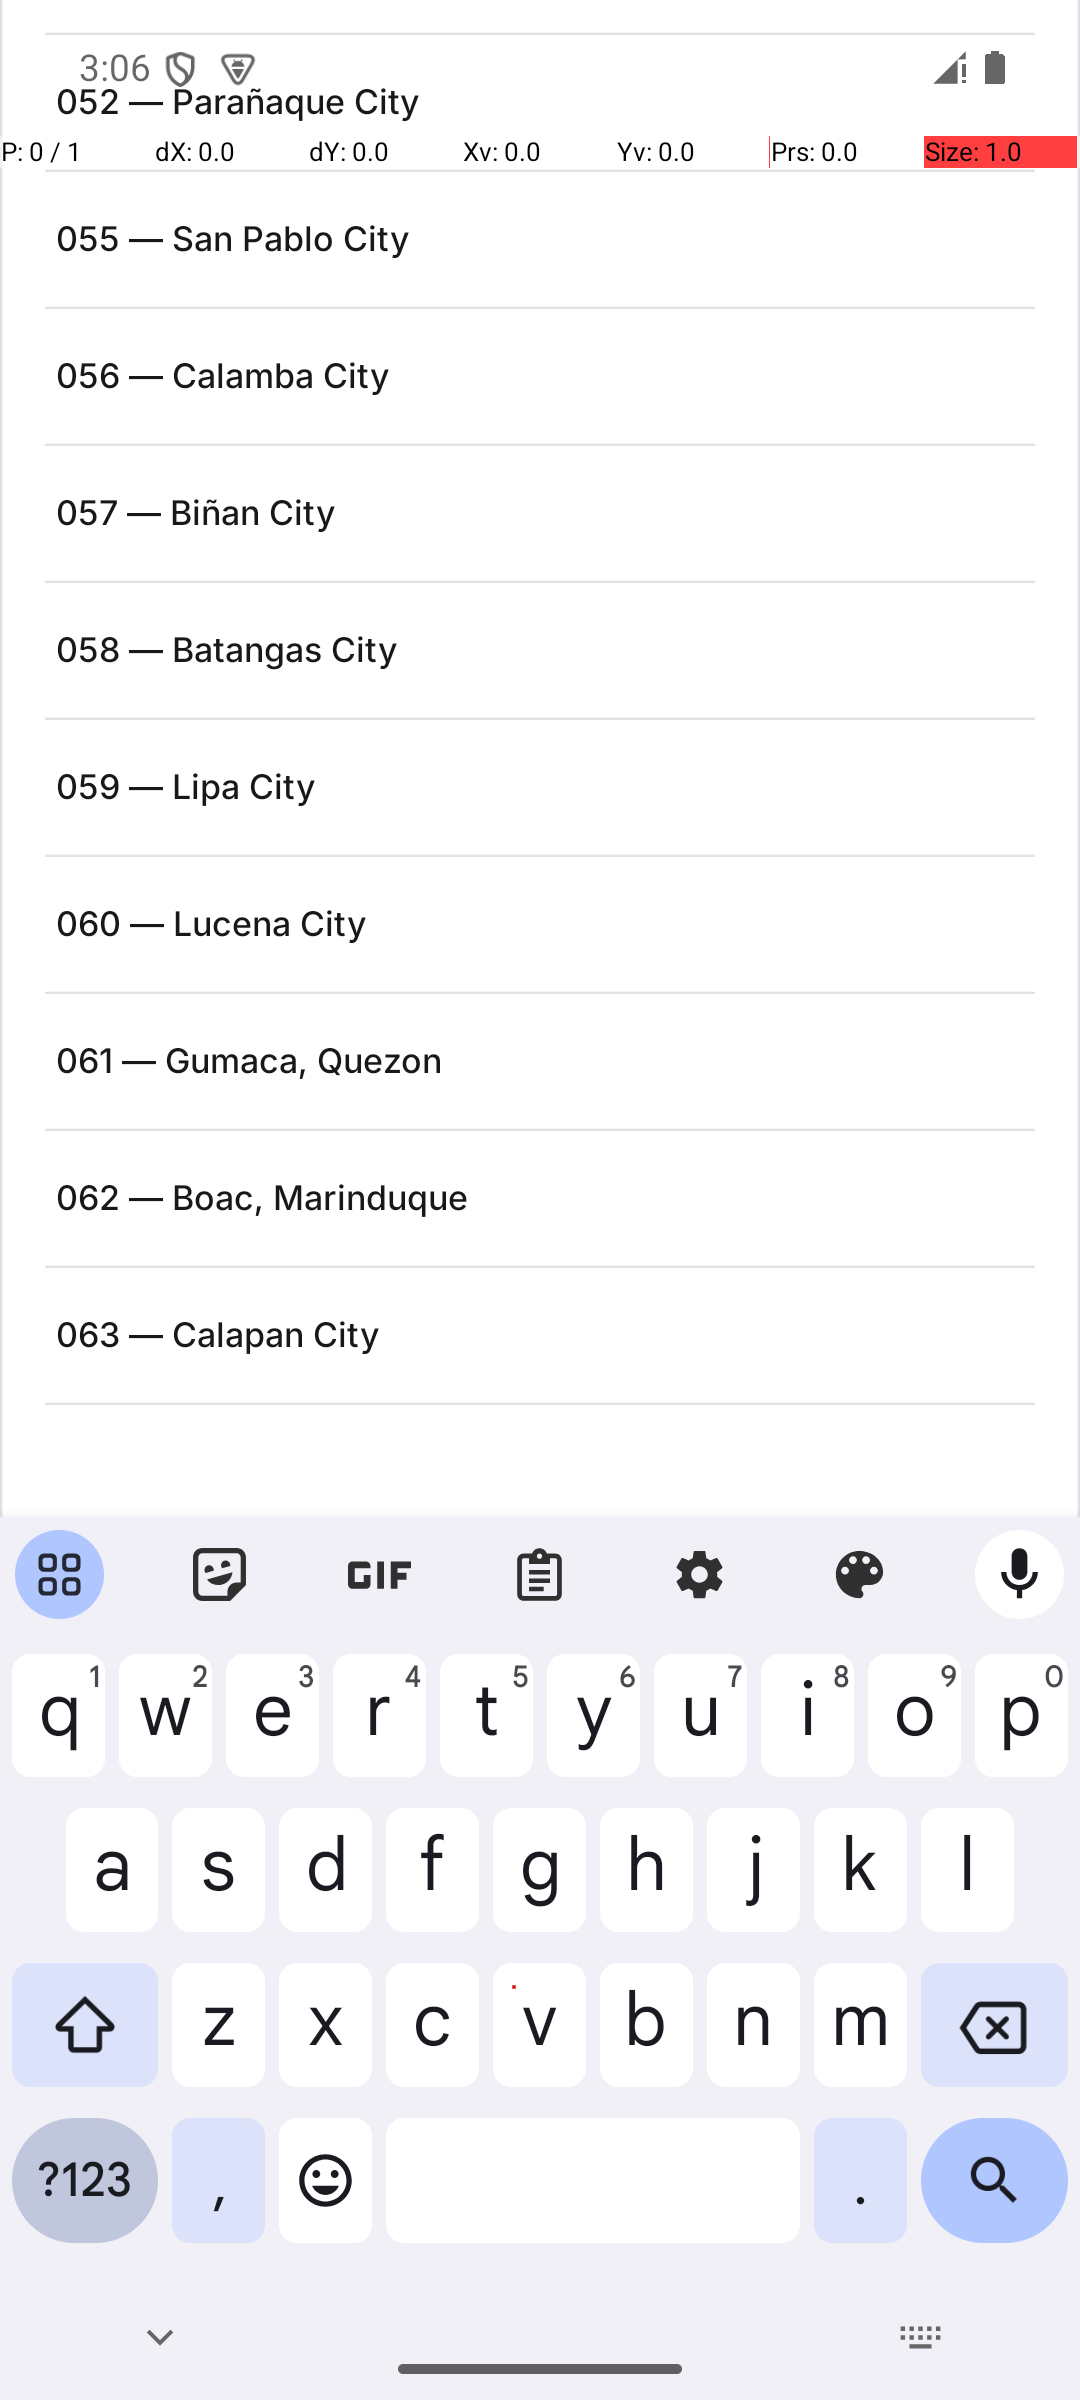 3:06
052 — Parañaque City
P: 0 / 1 dX: 0.0 dY: 0.0 Xv: 0.0 Yv: 0.0 Prs: 0.0 Size: 1.0
055 — San Pablo City
056 — Calamba City
057 — Biñan City
058 — Batangas City
059 — Lipa City
060 — Lucena City
061 — Gumaca, Quezon
062 — Boac, Marinduque
063 — Calapan City
GIF
q 1 w 2 e 3 r 4 t 5 y 6 u 7 i 8 o 9 p 0
a s d f g h j k l
z x c v b n m
?123 , .